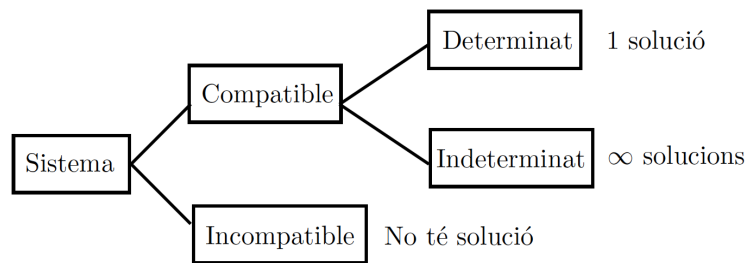 Determinat 1 solució
Compatible
Sistema
Indeterminat ∞ solucions
Incompatible No té solució